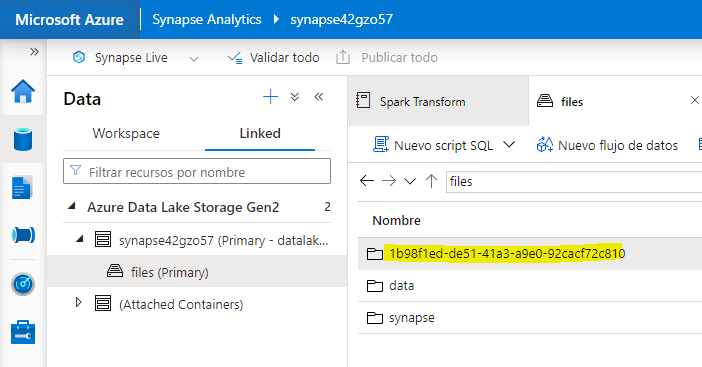 Microsoft Azure
Synapse Analytics
synapse42gzo57
Synapse Live
Validar todo
Publicar todo
Data
Workspace
Linked
Filtrar recursos por nombre
Azure Data Lake Storage Gen2 2
synapse42gzo57 (Primary - datalak...
files (Primary)
(Attached Containers)
Spark Transform
files
Nuevo script SQL
Nuevo flujo de datos
files
Nombre
1b98f1ed-de51-41a3-a9e0-92cacf72c810
data
synapse